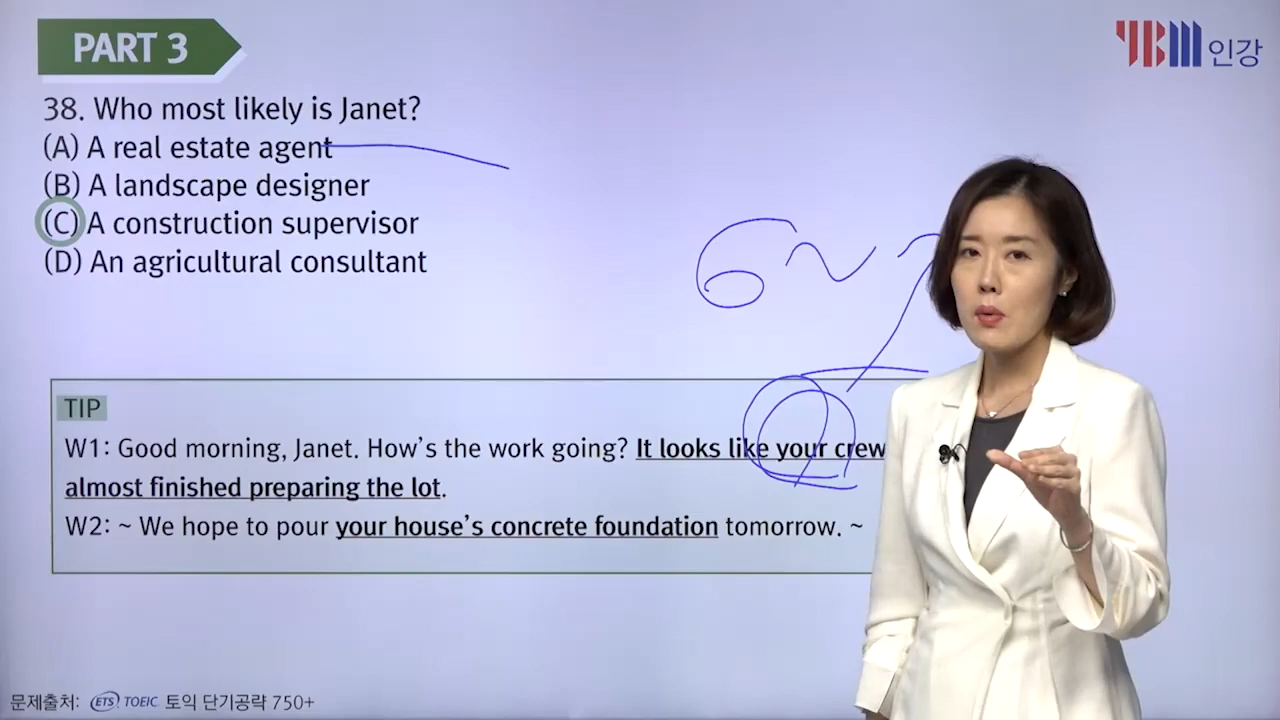 PART 3
YBM 인강
38. Who most likely is Janet?
(A) A real estate agent
(B) A landscape designer
(C) A construction supervisor
(D) An agricultural consultant
6~7
2
TIP
W1: Good morning, Janet. How's the work going? It looks like your crew
almost finished preparing the lot.
W2: ~ We hope to pour your house's concrete foundation tomorrow. ~
문제출처: ETS TOEIC 토익 단기공략 750+